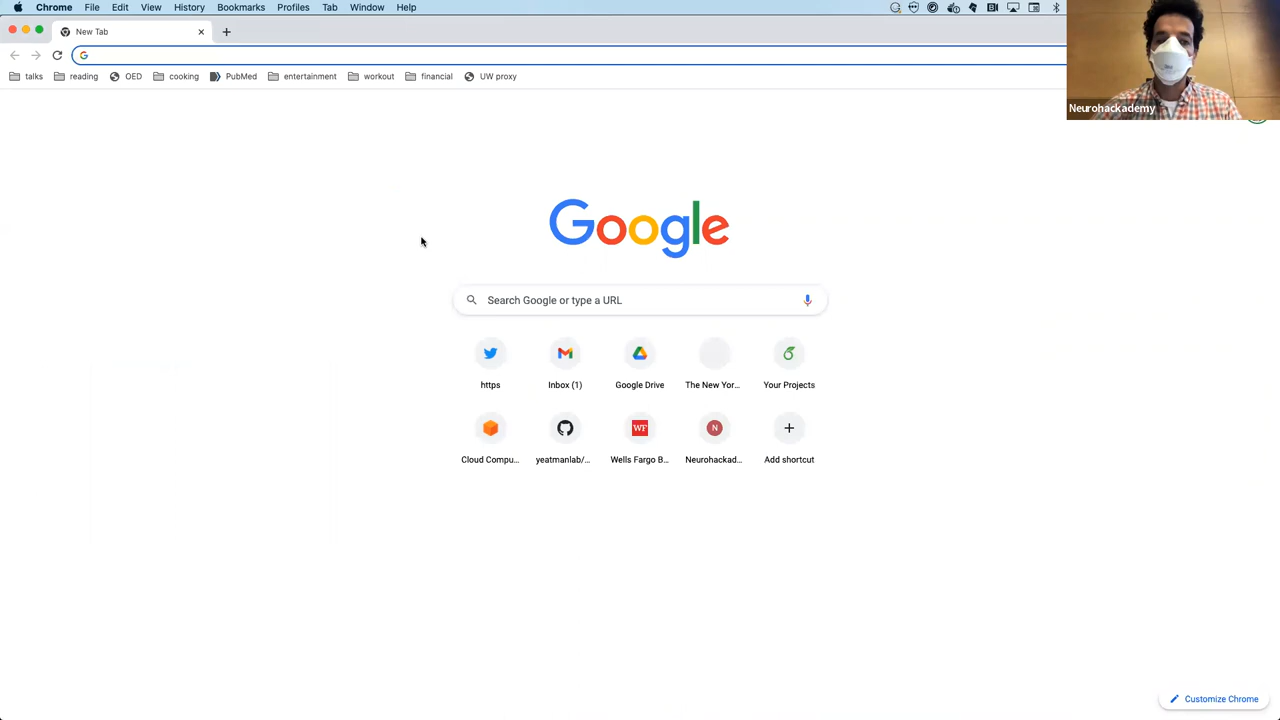 Chrome File Edit View History Bookmarks Profiles Tab Window Help
New Tab
talks reading OED cooking PubMed entertainment workout financial UW proxy
Neurohackademy
Google
Search Google or type a URL
https Inbox (1) Google Drive The New Yor... Your Projects
WF N
Cloud Compu... yeatmanlab/... Wells Fargo B... Neurohackad... Add shortcut
Customize Chrome